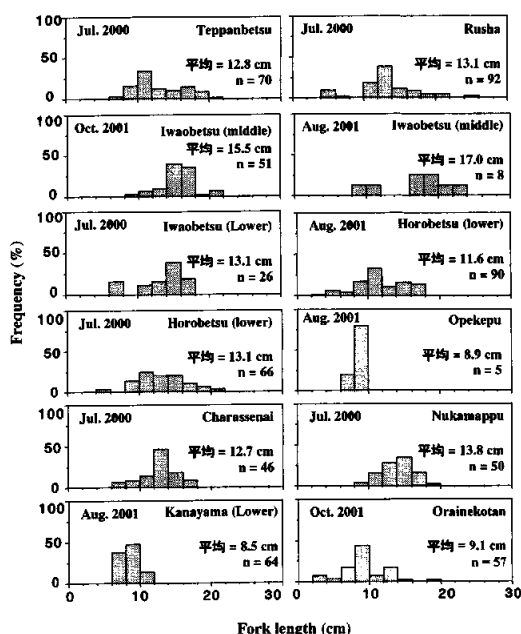 Frequency (%)
100
50
0
Jul. 2000 Teppanbetsu
平均 = 12.8 cm
n = 70
Jul. 2000 Rusha
平均 = 13.1 cm
n = 92
100
50
0
Oct. 2001 Iwaobetsu (middle)
平均 = 15.5 cm
n = 51
Aug. 2001 Iwaobetsu (middle)
平均 = 17.0 cm
n = 8
100
50
0
Jul. 2000 Iwaobetsu (Lower)
平均 = 13.1 cm
n = 26
Aug. 2001 Horobetsu (lower)
平均 = 11.6 cm
n = 90
100
50
0
Jul. 2000 Horobetsu (lower)
平均 = 13.1 cm
n = 66
Aug. 2001 Opekepu
平均 = 8.9 cm
n = 5
100
50
0
Jul. 2000 Charassenai
平均 = 12.7 cm
n = 46
Jul. 2000 Nukamappu
平均 = 13.8 cm
n = 50
100
50
0
Aug. 2001 Kanayama (Lower)
平均 = 8.5 cm
n = 64
Oct. 2001 Orainekotan
平均 = 9.1 cm
n = 57
0 10 20 30 0 10 20 30
Fork length (cm)